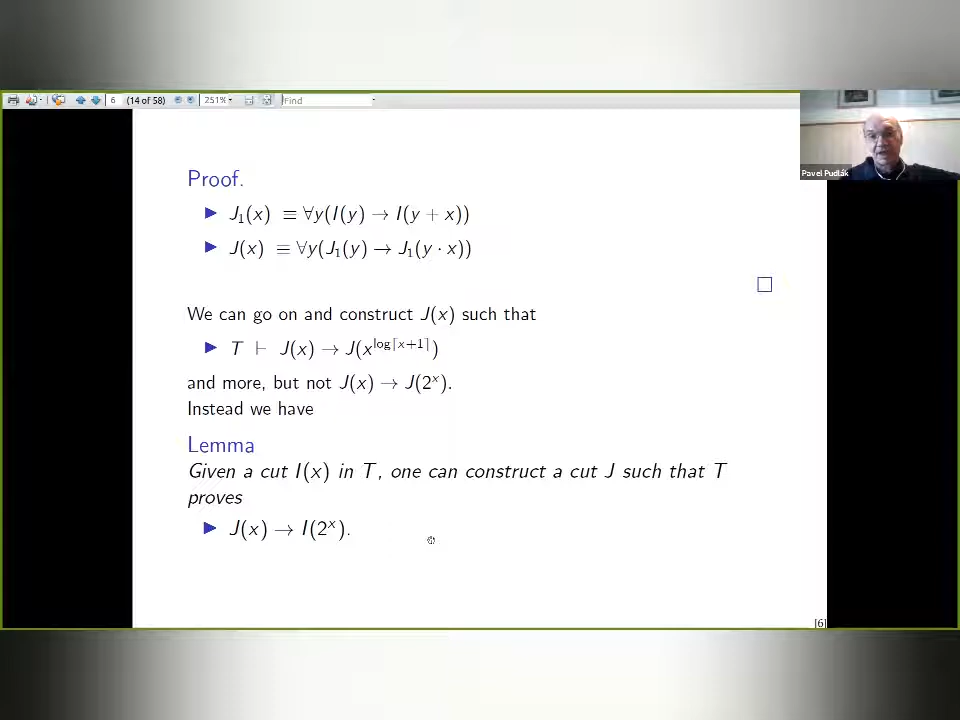 6 (14 of 58) 251% Find
Pavel Pudlák
Proof.
▶ J₁(x) ≡ ∀y(I(y) → I(y + x))
▶ J(x) ≡ ∀y(J₁(y) → J₁(y · x))
□
We can go on and construct J(x) such that
▶ T ⊢ J(x) → J(x^{log⌈x+1⌉})
and more, but not J(x) → J(2^x).
Instead we have
Lemma
Given a cut I(x) in T, one can construct a cut J such that T
proves
▶ J(x) → I(2^x).
[6]